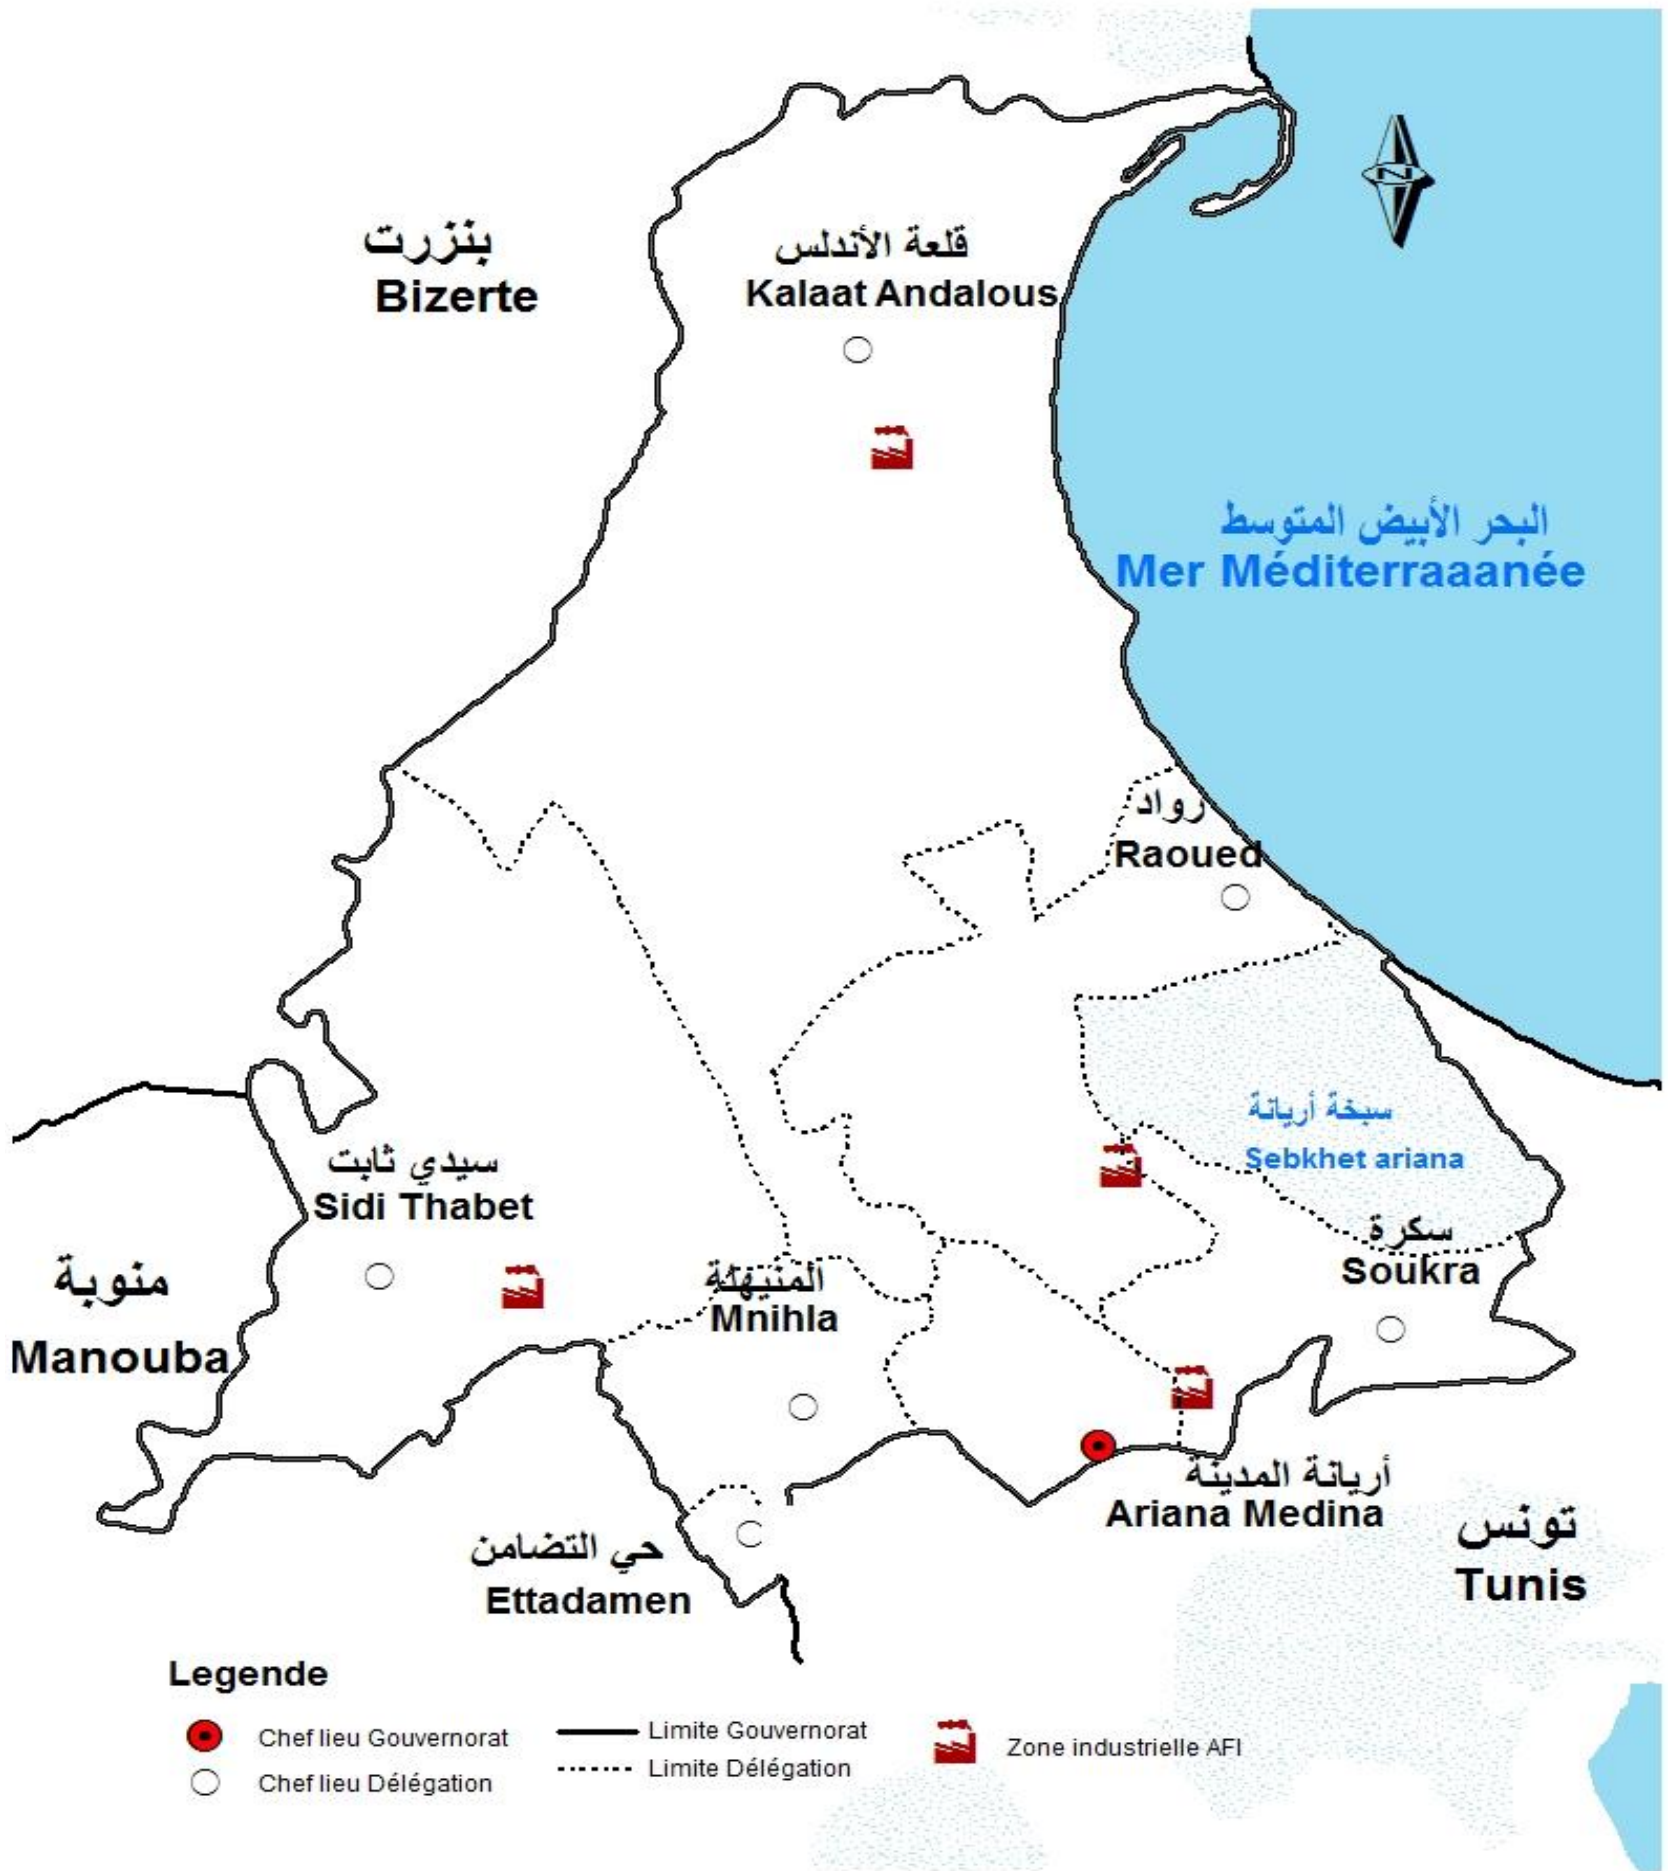 بنزرت
Bizerte
قلعة الأندلس
Kalaat Andalous
N
البحر الأبيض المتوسط
Mer Méditerraaanée
رواد
Raoued
سبخة أريانة
Sebkhet ariana
سيدي ثابت
Sidi Thabet
سكرة
Soukra
منوبة
Manouba
المنيهلة
Mnihla
أريانة المدينة
Ariana Medina
تونس
Tunis
حي التضامن
Ettadamen
Legende
Chef lieu Gouvernorat
Chef lieu Délégation
Limite Gouvernorat
Limite Délégation
Zone industrielle AFI